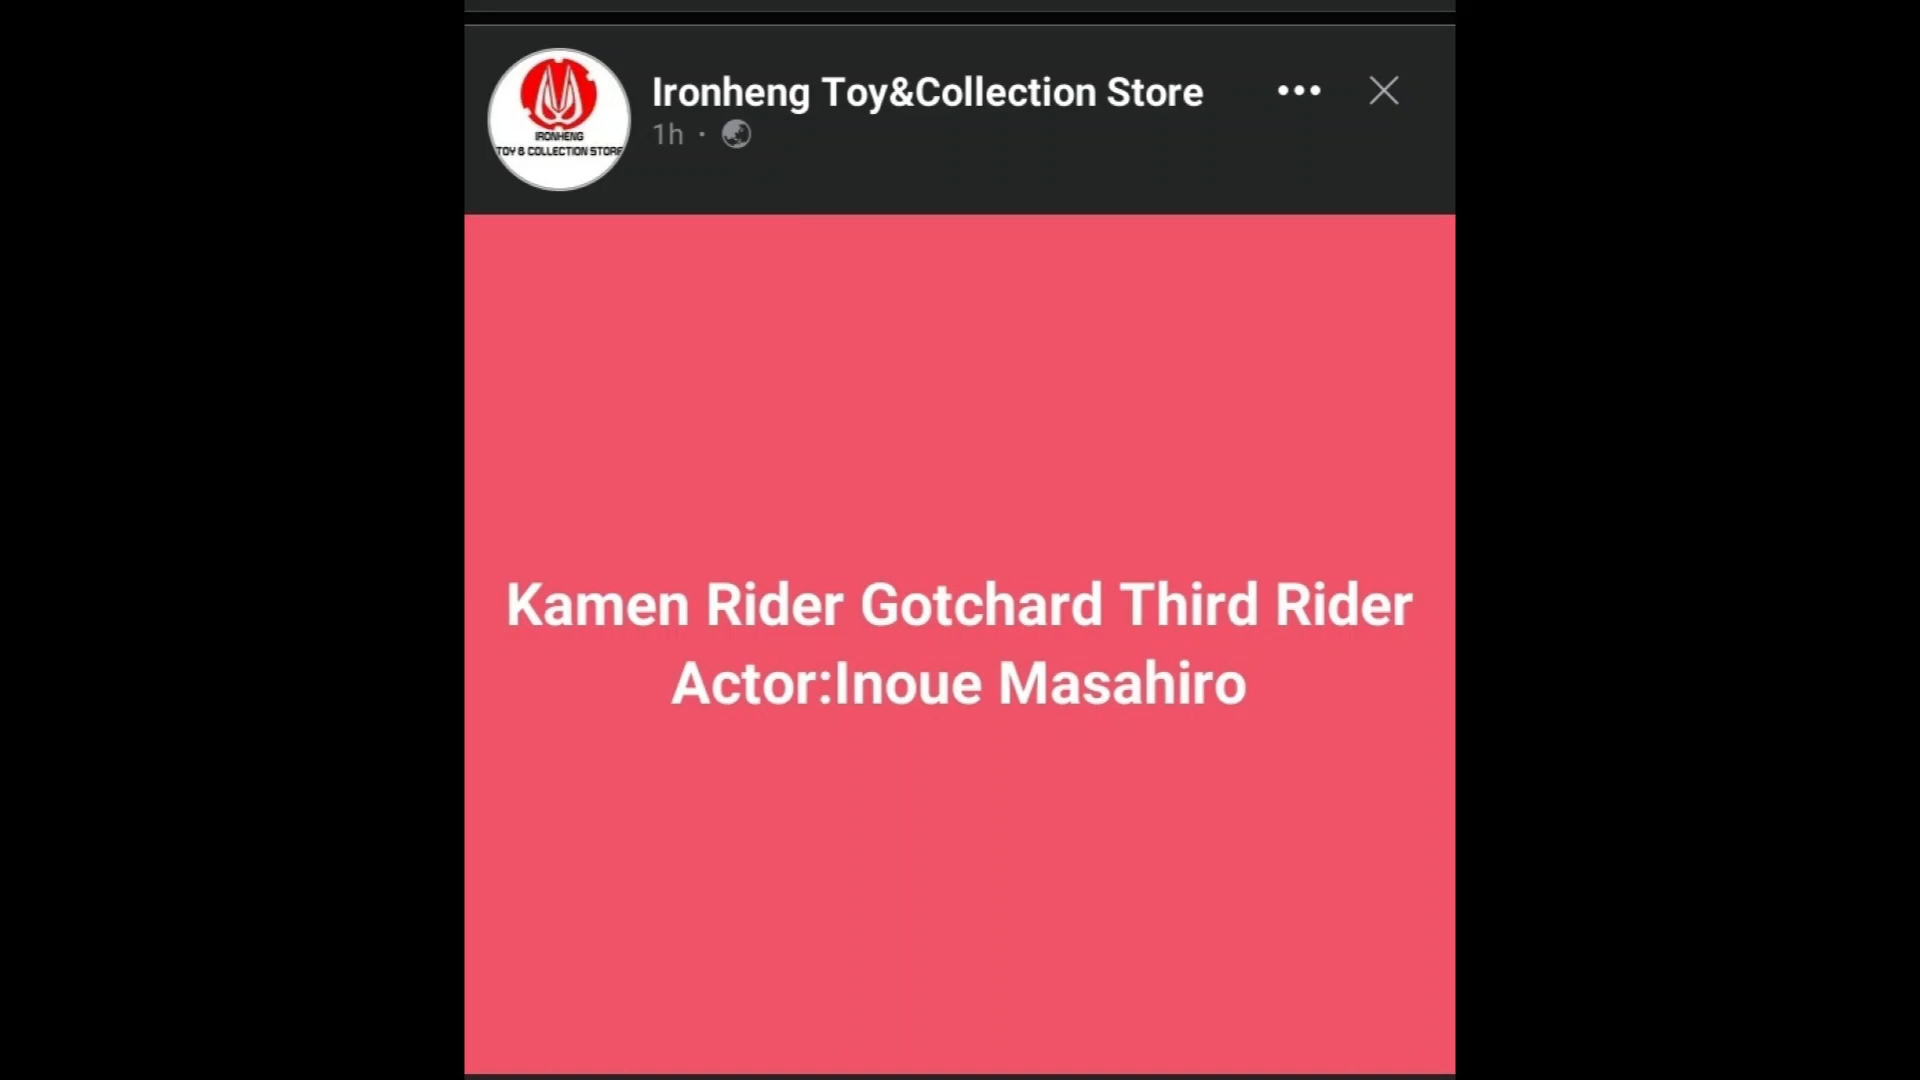 Ironheng Toy&Collection Store
1h ·
IRONHENG
TOY & COLLECTION STORE
Kamen Rider Gotchard Third Rider
Actor:Inoue Masahiro